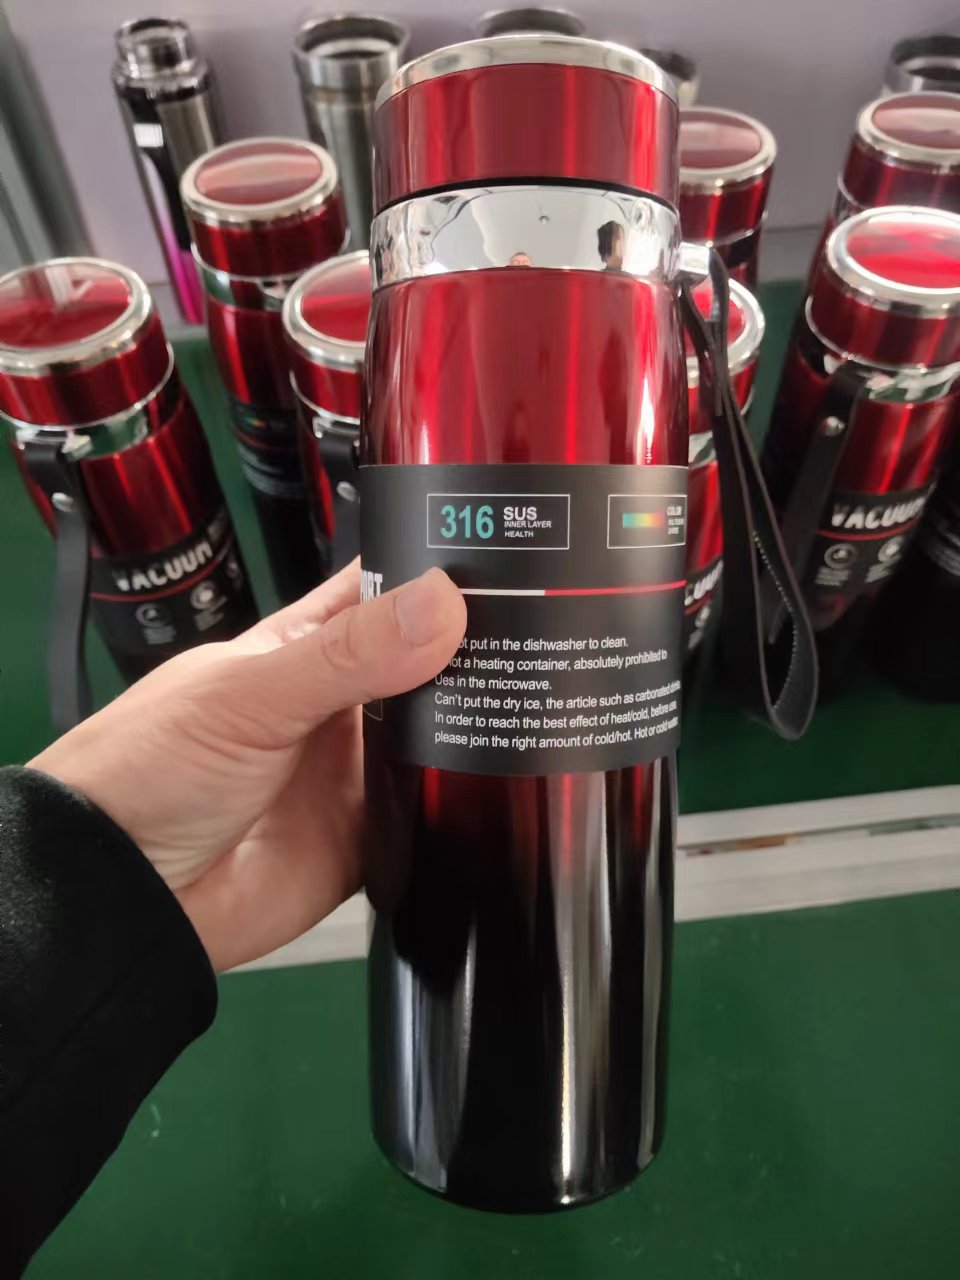 316 SUS
INNER LAYER
HEALTH
COLOR
put in the dishwasher to clean.
a heating container, absolutely prohibited to
Ues in the microwave.
Can't put the dry ice, the article such as carbonated
In order to reach the best effect of heat/cold, before
please join the right amount of cold/hot. Hot or cold
VACUUM
VACUUM